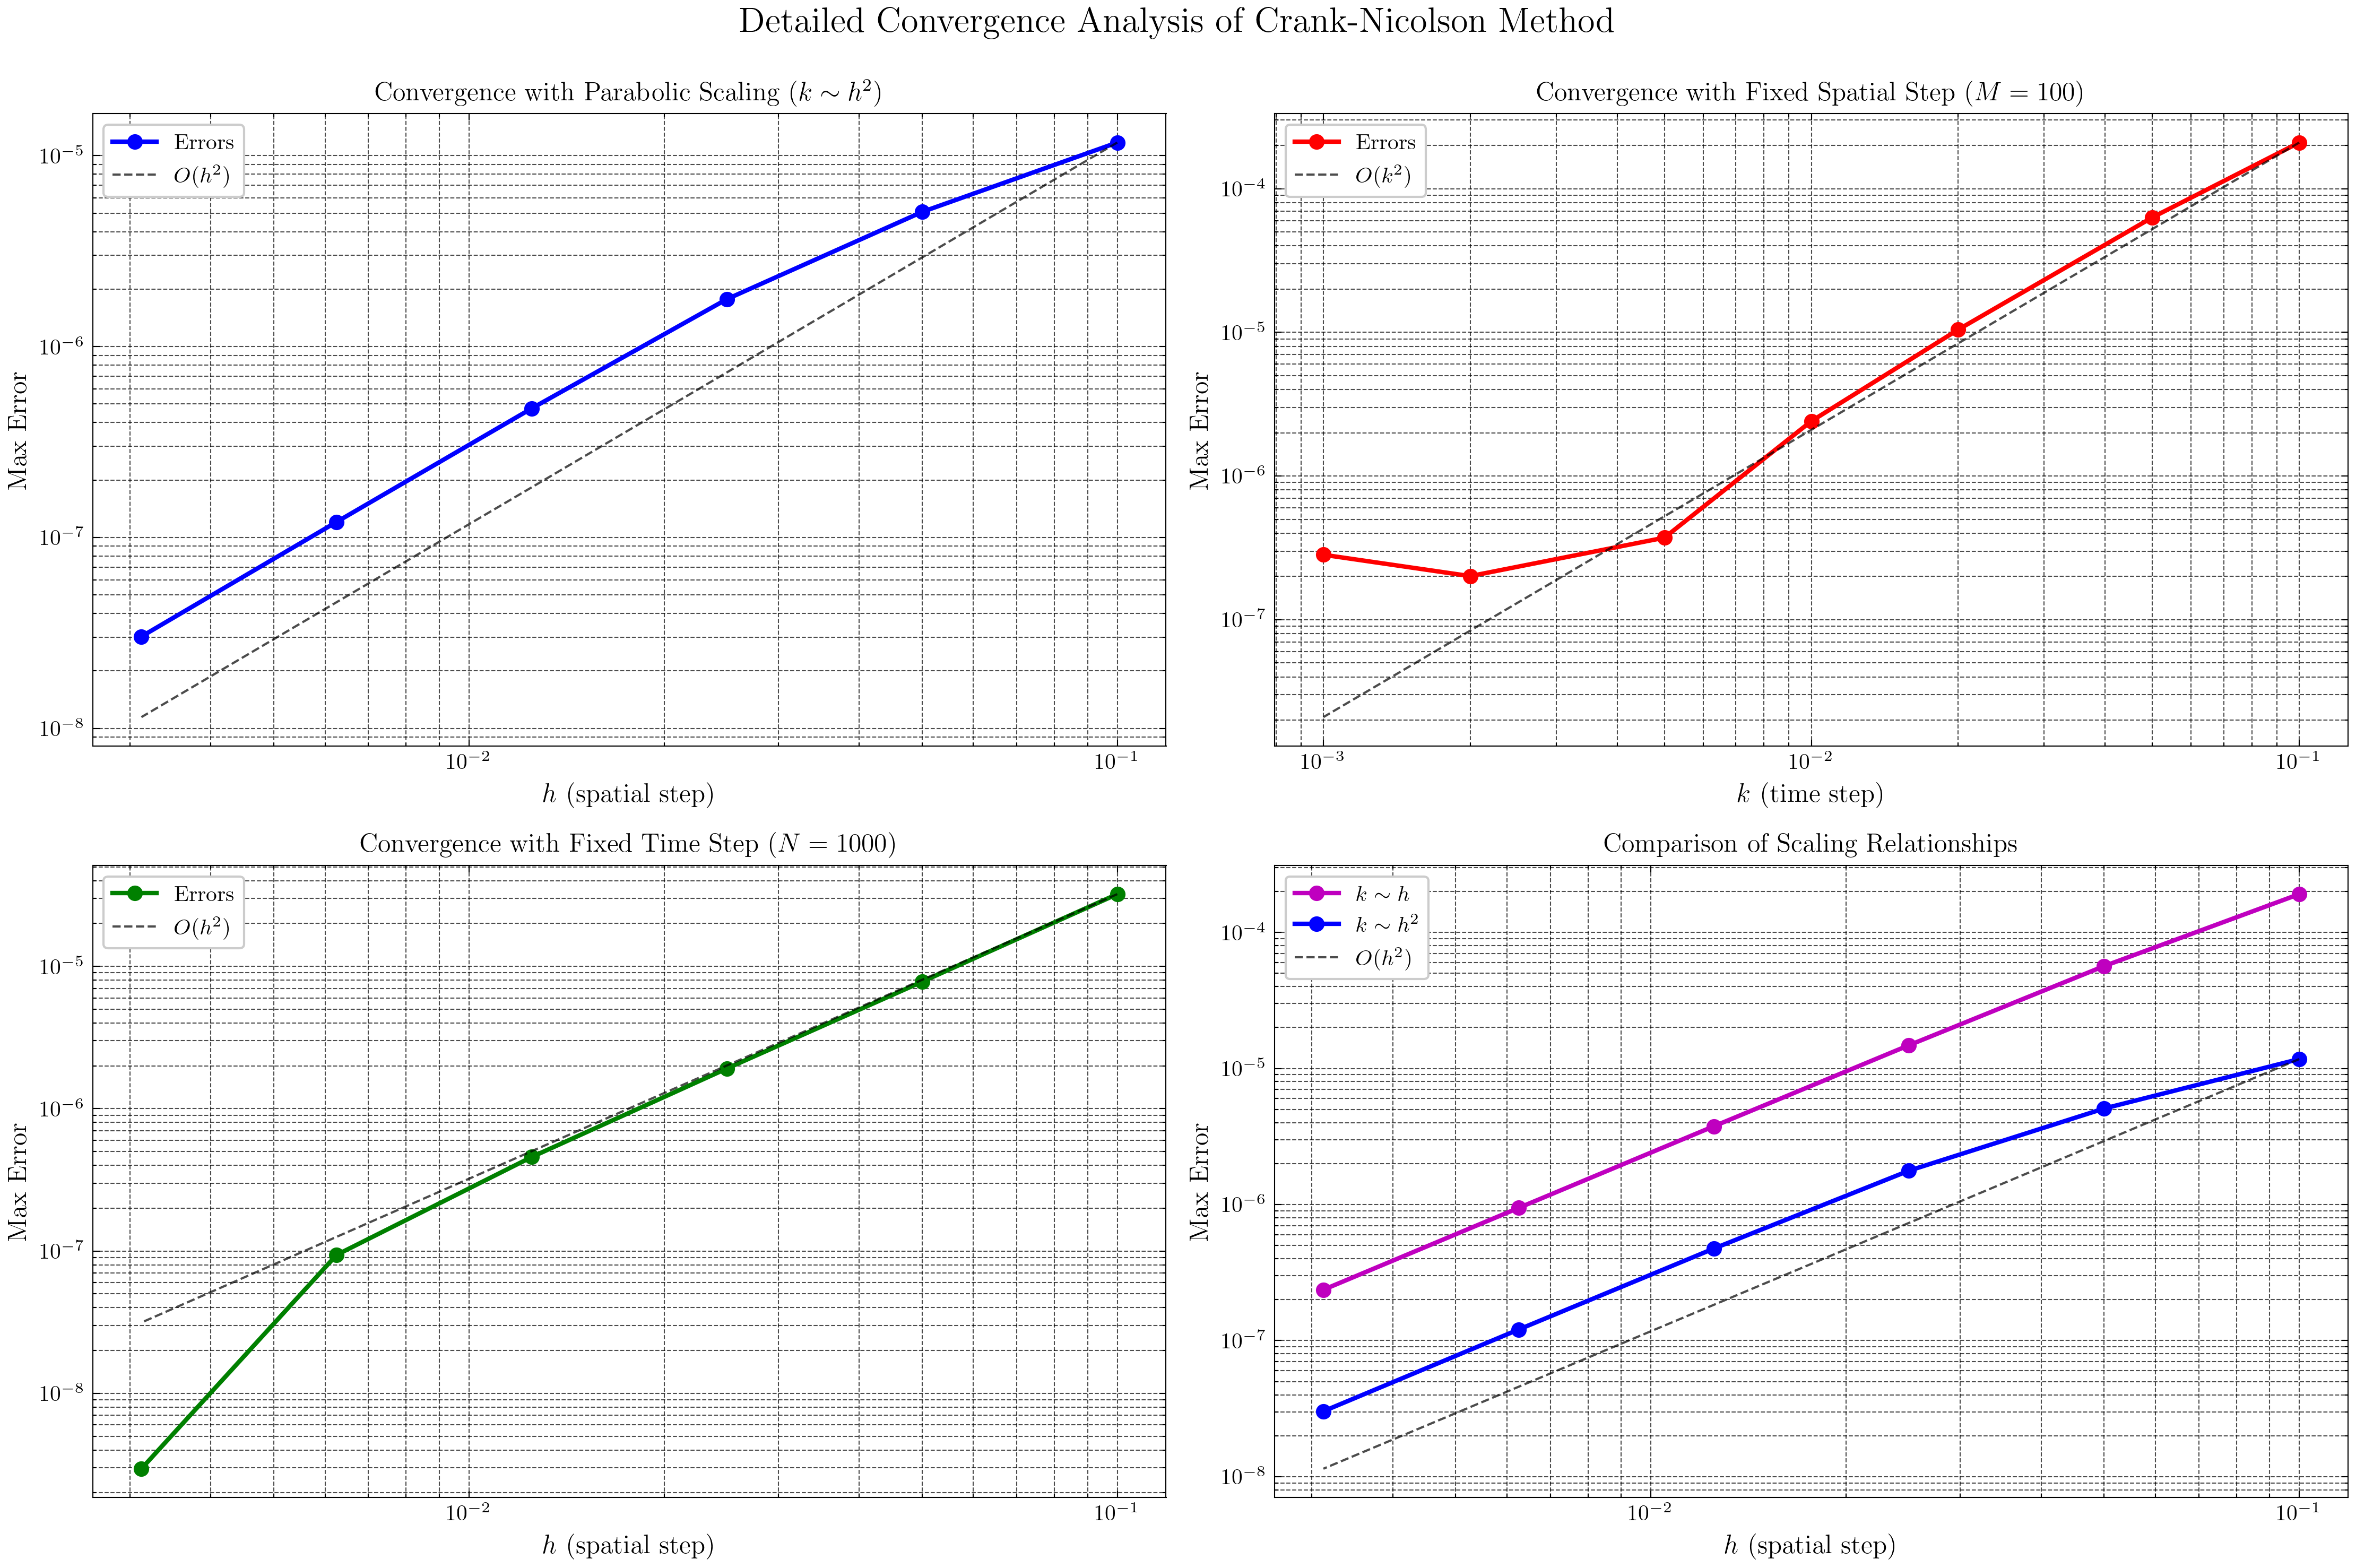 Detailed Convergence Analysis of Crank-Nicolson Method
Convergence with Parabolic Scaling (k ∼ h²)
Errors
O(h²)
10⁻⁵
10⁻⁶
10⁻⁷
10⁻⁸
Max Error
10⁻² 10⁻¹
h (spatial step)
Convergence with Fixed Spatial Step (M = 100)
Errors
O(k²)
10⁻⁴
10⁻⁵
10⁻⁶
10⁻⁷
Max Error
10⁻³ 10⁻² 10⁻¹
k (time step)
Convergence with Fixed Time Step (N = 1000)
Errors
O(h²)
10⁻⁵
10⁻⁶
10⁻⁷
10⁻⁸
Max Error
10⁻² 10⁻¹
h (spatial step)
Comparison of Scaling Relationships
k ∼ h
k ∼ h²
O(h²)
10⁻⁴
10⁻⁵
10⁻�6
10⁻⁷
10⁻⁸
Max Error
10⁻² 10⁻¹
h (spatial step)